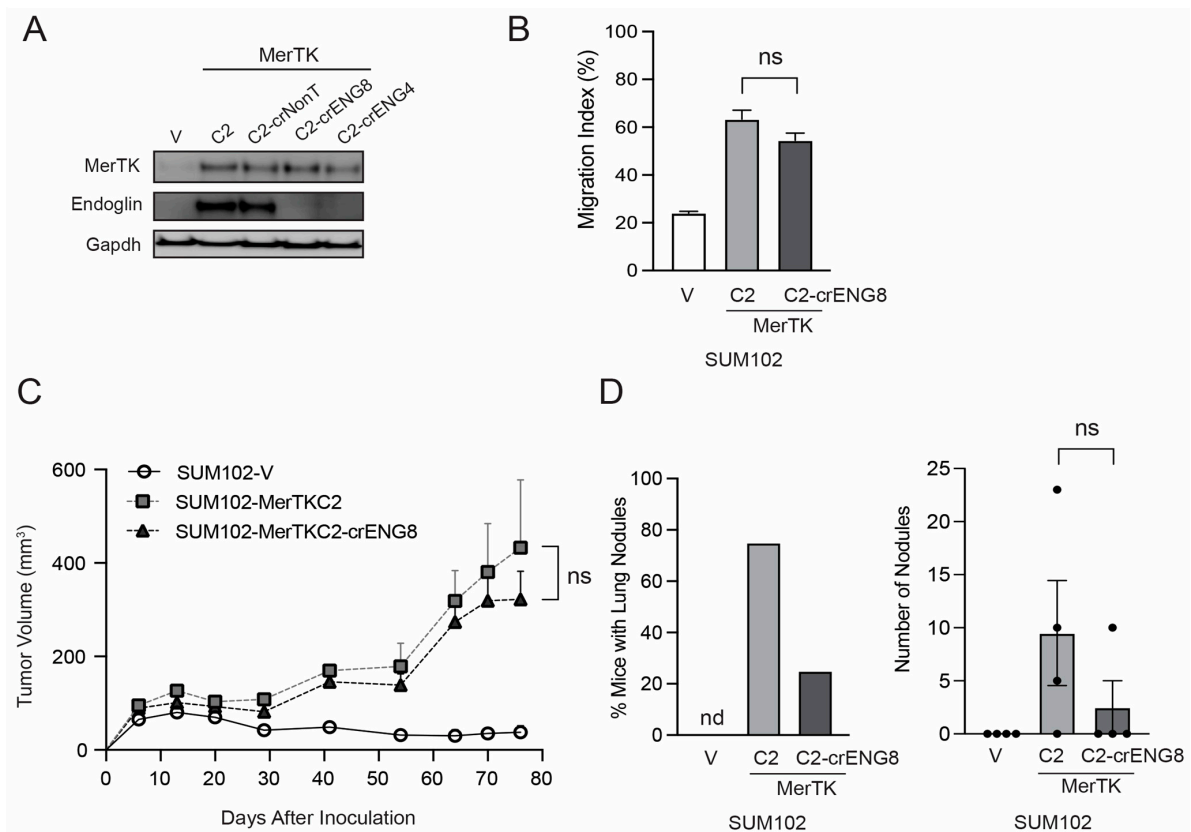 A
MerTK
V
C2
C2-crNonT
C2-crENG8
C2-crENG4
MerTK
Endoglin
Gapdh
B
Migration Index (%)
100
80
60
40
20
0
ns
V
C2
C2-crENG8
MerTK
SUM102
C
Tumor Volume (mm³)
600
400
200
0
SUM102-V
SUM102-MerTKC2
SUM102-MerTKC2-crENG8
ns
0 10 20 30 40 50 60 70 80
Days After Inoculation
D
% Mice with Lung Nodules
100
80
60
40
20
0
nd
V
C2
C2-crENG8
MerTK
SUM102
Number of Nodules
25
20
15
10
5
0
ns
V
C2
C2-crENG8
MerTK
SUM102